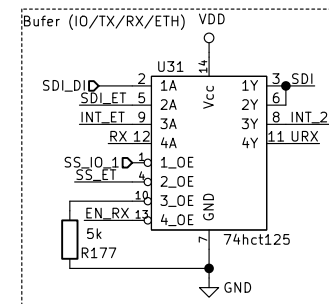 Bufer (IO/TX/RX/ETH) VDD
U31
14
Vcc
SDI_DI 2 1A 1Y 3 SDI
SDI_ET 5 2A 2Y 6
INT_ET 9 3A 3Y 8 INT_2
RX 12 4A 4Y 11 URX
SS_IO_1 1 1_OE
SS_ET 4 2_OE
10 3_OE
EN_RX 13 4_OE
GND
7
74hct125
5k
R177
GND